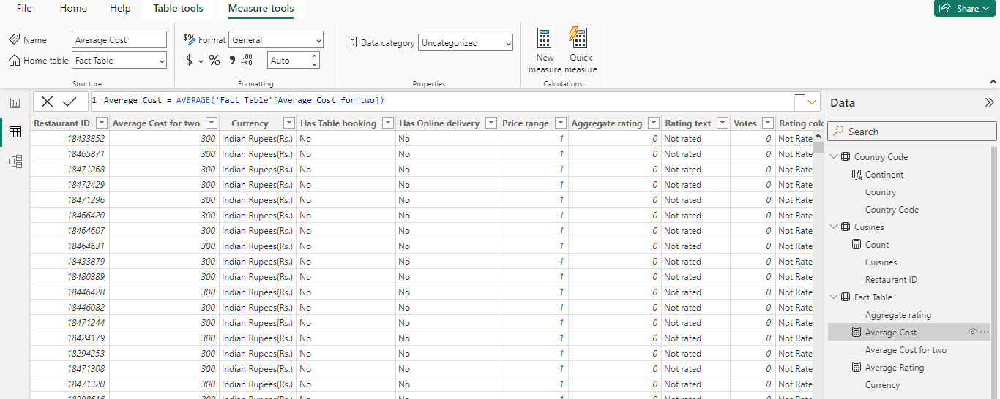 File Home Help Table tools Measure tools Share
Name Average Cost
Home table Fact Table
Structure
$% Format General
$ % 9 .00 Auto
Formatting
Data category Uncategorized
Properties
New measure Quick measure
Calculations
1 Average Cost = AVERAGE('Fact Table'[Average Cost for two])
Restaurant ID Average Cost for two Currency Has Table booking Has Online delivery Price range Aggregate rating Rating text Votes Rating colo
18433852 300 Indian Rupees(Rs.) No No 1 0 Not rated 0 Not Rate
18465871 300 Indian Rupees(Rs.) No No 1 0 Not rated 0 Not Rate
18471268 300 Indian Rupees(Rs.) No No 1 0 Not rated 0 Not Rate
18472429 300 Indian Rupees(Rs.) No No 1 0 Not rated 0 Not Rate
18471296 300 Indian Rupees(Rs.) No No 1 0 Not rated 0 Not Rate
18466420 300 Indian Rupees(Rs.) No No 1 0 Not rated 0 Not Rate
18464607 300 Indian Rupees(Rs.) No No 1 0 Not rated 0 Not Rate
18464631 300 Indian Rupees(Rs.) No No 1 0 Not rated 0 Not Rate
18433879 300 Indian Rupees(Rs.) No No 1 0 Not rated 0 Not Rate
18480389 300 Indian Rupees(Rs.) No No 1 0 Not rated 0 Not Rate
18446428 300 Indian Rupees(Rs.) No No 1 0 Not rated 0 Not Rate
18446082 300 Indian Rupees(Rs.) No No 1 0 Not rated 0 Not Rate
18471244 300 Indian Rupees(Rs.) No No 1 0 Not rated 0 Not Rate
18424179 300 Indian Rupees(Rs.) No No 1 0 Not rated 0 Not Rate
18294253 300 Indian Rupees(Rs.) No No 1 0 Not rated 0 Not Rate
18471308 300 Indian Rupees(Rs.) No No 1 0 Not rated 0 Not Rate
18471320 300 Indian Rupees(Rs.) No No 1 0 Not rated 0 Not Rate
Data
Search
Country Code
Continent
Country
Country Code
Cusines
Count
Cuisines
Restaurant ID
Fact Table
Aggregate rating
Average Cost
Average Cost for two
Average Rating
Currency